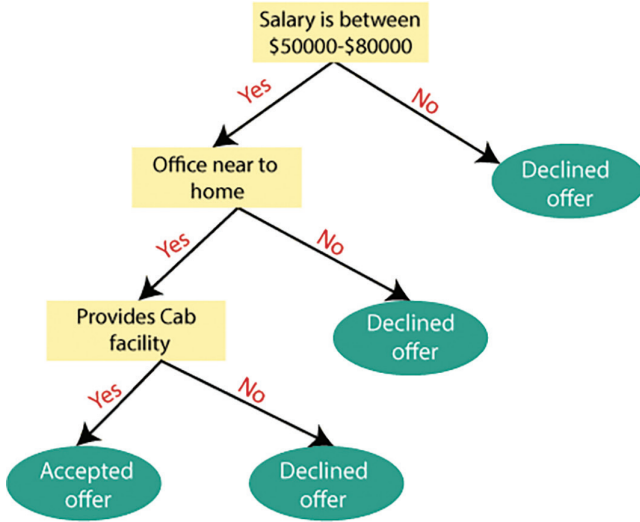 Salary is between
$50000-$80000
Yes
No
Office near to
home
Declined
offer
Yes
No
Provides Cab
facility
Declined
offer
Yes
No
Accepted
offer
Declined
offer